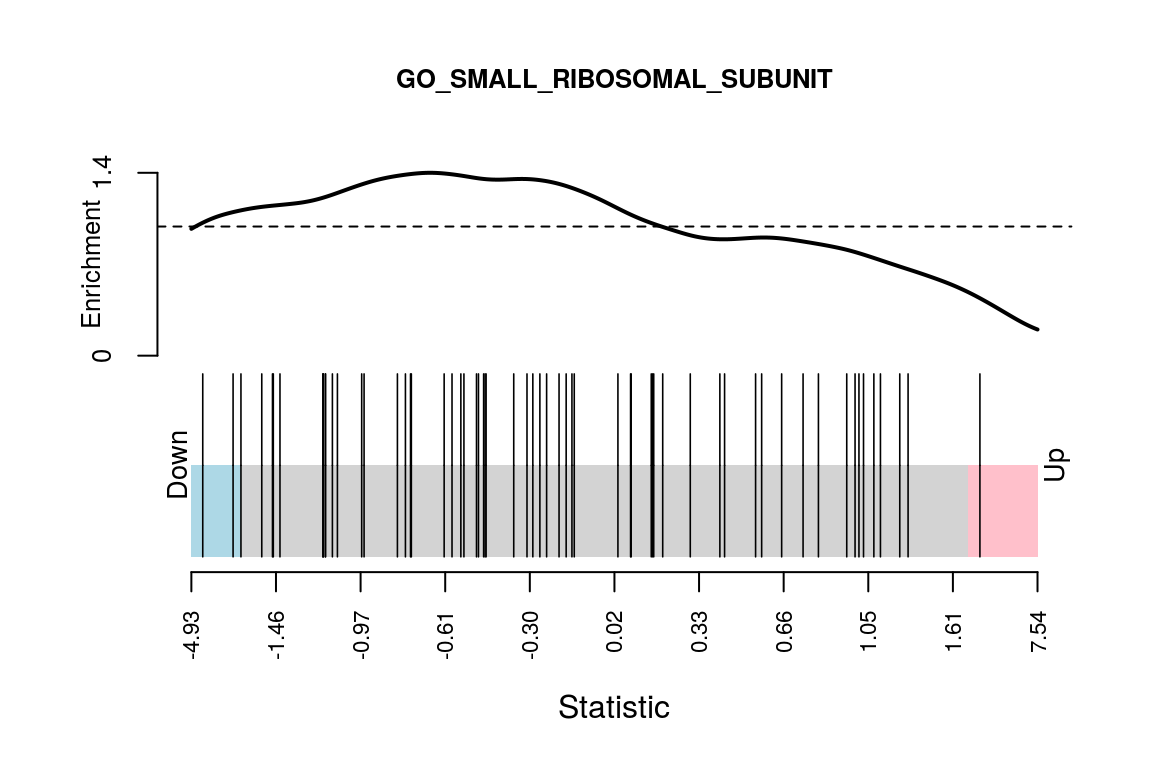 GO_SMALL_RIBOSOMAL_SUBUNIT
Enrichment
1.4
0
Down
Up
-4.93
-1.46
-0.97
-0.61
-0.30
0.02
0.33
0.66
1.05
1.61
7.54
Statistic